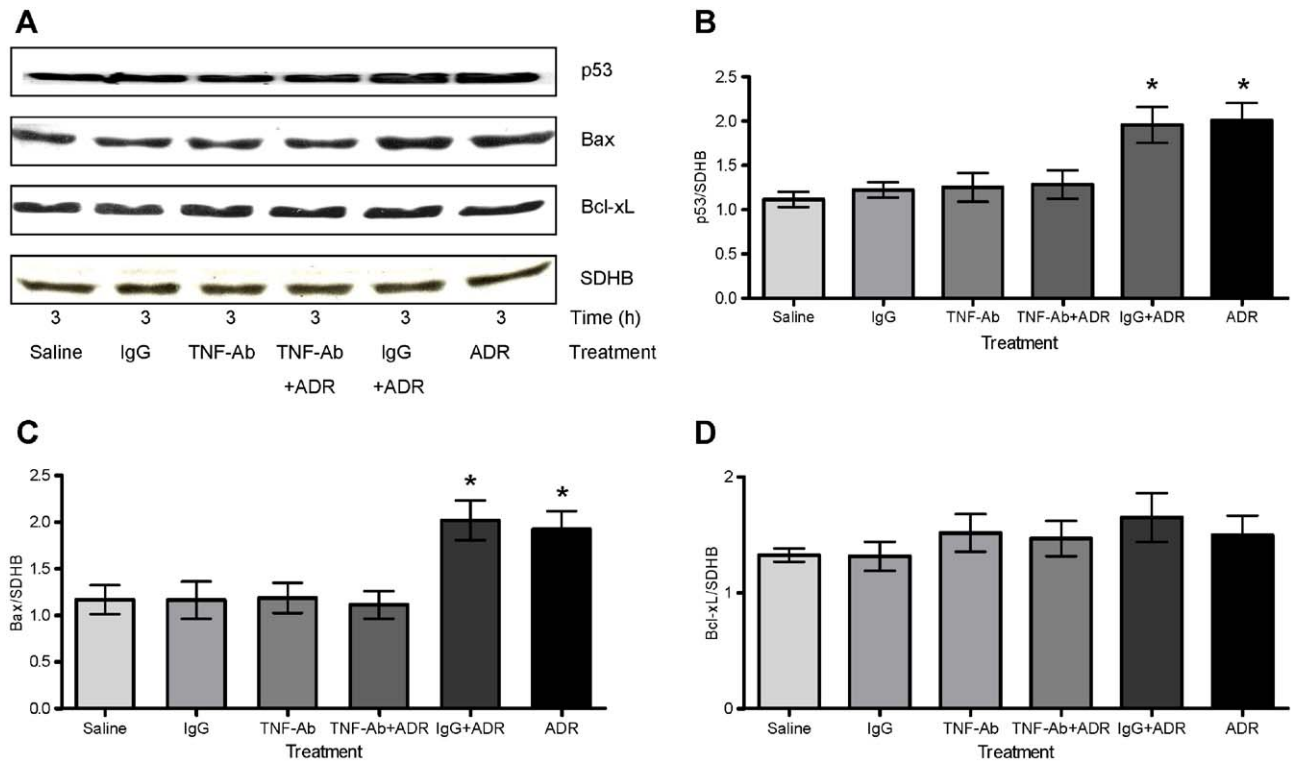 A
p53
Bax
Bcl-xL
SDHB
3 3 3 3 3 3 Time (h)
Saline IgG TNF-Ab TNF-Ab IgG ADR Treatment
+ADR +ADR
B
2.5
2.0
1.5
1.0
0.5
0.0
p53/SDHB
* *
Saline IgG TNF-Ab TNF-Ab+ADR IgG+ADR ADR
Treatment
C
2.5
2.0
1.5
1.0
0.5
0.0
Bax/SDHB
* *
Saline IgG TNF-Ab TNF-Ab+ADR IgG+ADR ADR
Treatment
D
2
1
0
Bcl-xL/SDHB
Saline IgG TNF-Ab TNF-Ab+ADR IgG+ADR ADR
Treatment